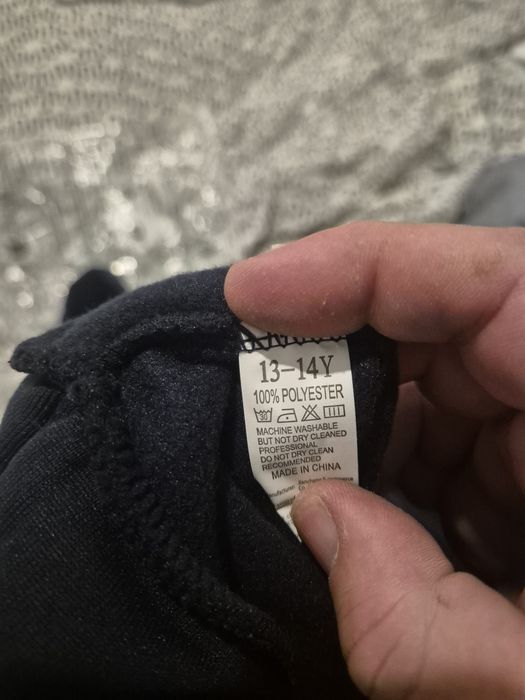 13-14Y
100% POLYESTER
30
MACHINE WASHABLE
BUT NOT DRY CLEANED
PROFESSIONAL
DO NOT DRY CLEAN
RECOMMENDED
MADE IN CHINA